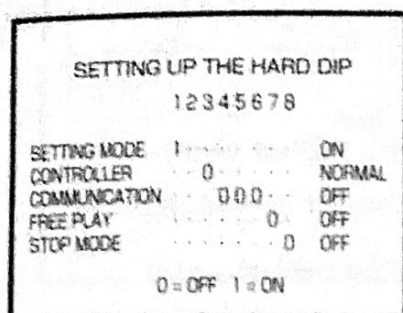 SETTING UP THE HARD DIP
12345678
SETTING MODE 1 ······· ON
CONTROLLER ··0····· NORMAL
COMMUNICATION ···000·· OFF
FREE PLAY ······0· OFF
STOP MODE ·······0 OFF
0 = OFF 1 = ON